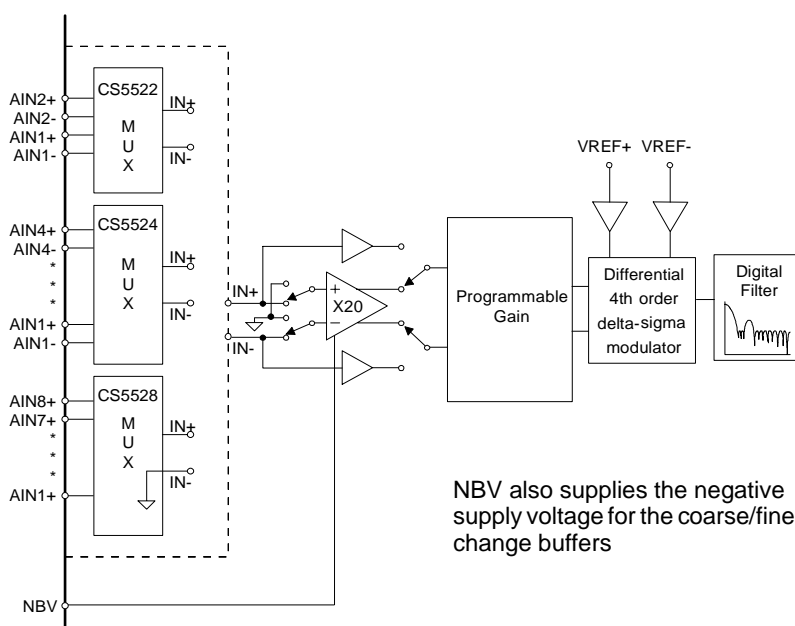 CS5522
AIN2+
AIN2-
AIN1+
AIN1-
M
U
X
IN+
IN-
VREF+ VREF-
CS5524
AIN4+
AIN4-
*
*
*
AIN1+
AIN1-
M
U
X
IN+
IN-
IN+
IN-
+
X20
−
Programmable
Gain
Differential
4th order
delta-sigma
modulator
Digital
Filter
CS5528
AIN8+
AIN7+
*
*
*
AIN1+
M
U
X
IN+
IN-
NBV also supplies the negative
supply voltage for the coarse/fine
change buffers
NBV